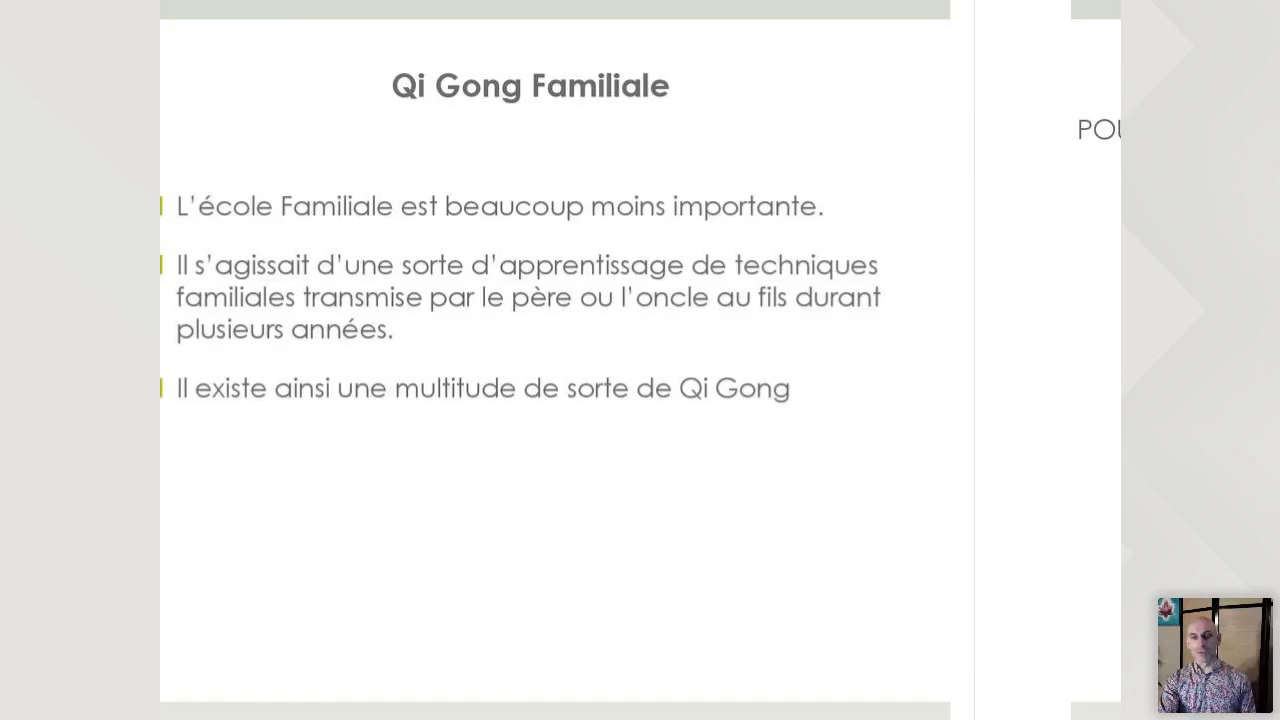 Qi Gong Familiale
L'école Familiale est beaucoup moins importante.
Il s'agissait d'une sorte d'apprentissage de techniques
familiales transmise par le père ou l'oncle au fils durant
plusieurs années.
Il existe ainsi une multitude de sorte de Qi Gong